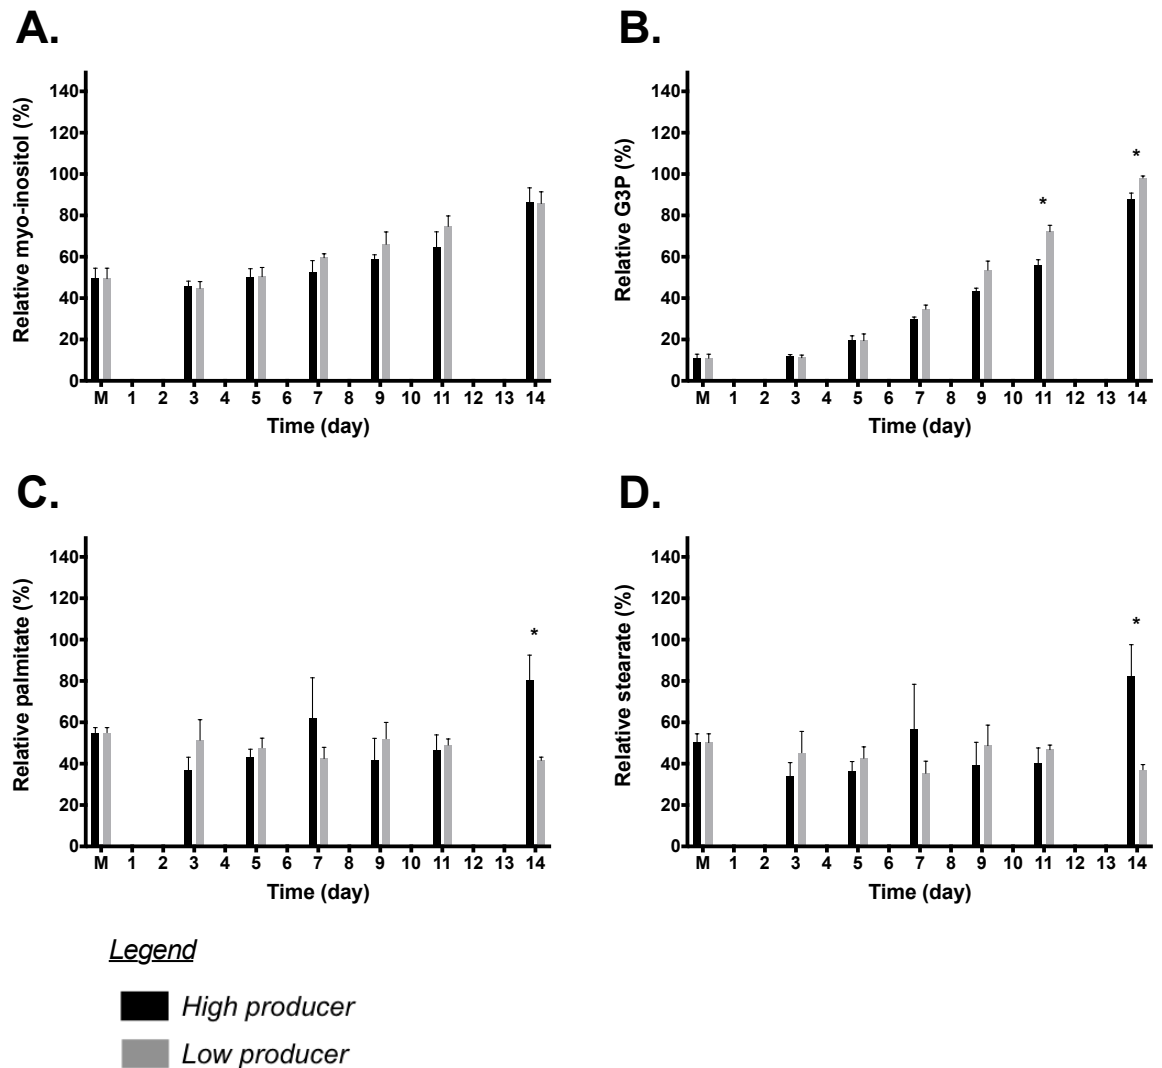 A.
Relative myo-inositol (%)
140
120
100
80
60
40
20
0
M 1 2 3 4 5 6 7 8 9 10 11 12 13 14
Time (day)
B.
Relative G3P (%)
140
120
100
80
60
40
20
0
*
*
M 1 2 3 4 5 6 7 8 9 10 11 12 13 14
Time (day)
C.
Relative palmitate (%)
140
120
100
80
60
40
20
0
*
M 1 2 3 4 5 6 7 8 9 10 11 12 13 14
Time (day)
D.
Relative stearate (%)
140
120
100
80
60
40
20
0
*
M 1 2 3 4 5 6 7 8 9 10 11 12 13 14
Time (day)
Legend
High producer
Low producer